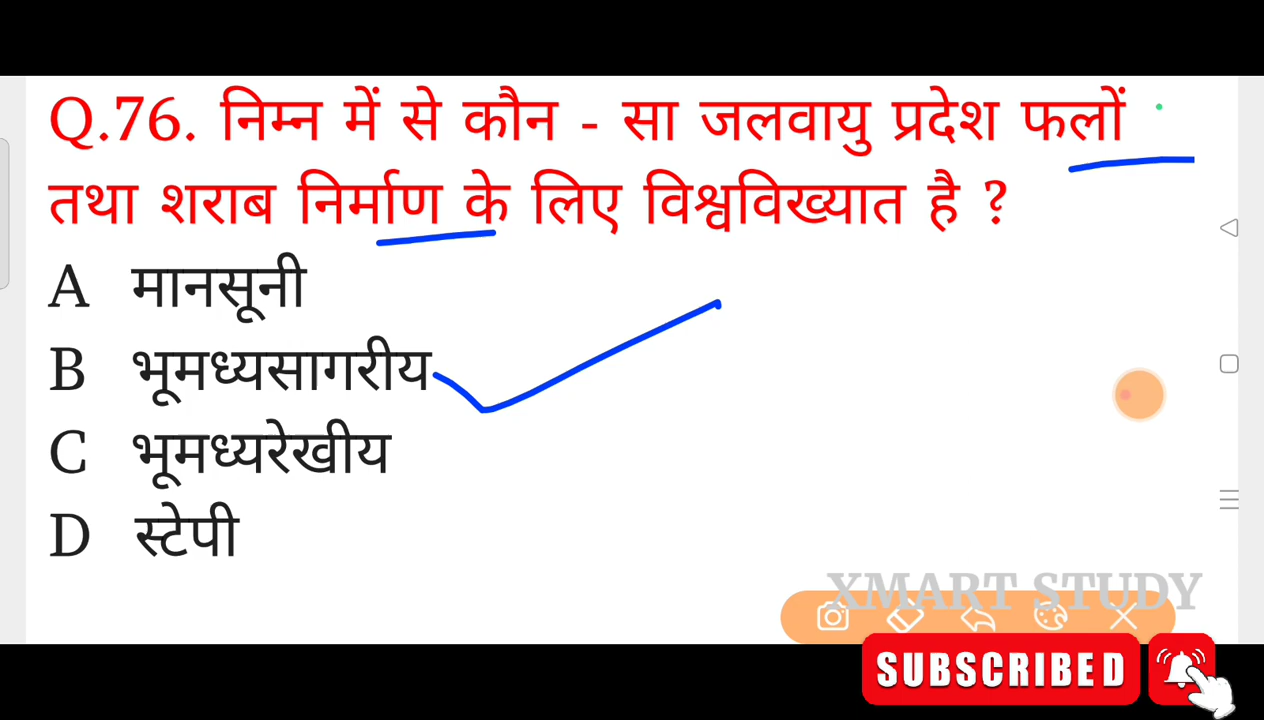 Q.76. निम्न में से कौन - सा जलवायु प्रदेश फलों
तथा शराब निर्माण के लिए विश्वविख्यात है ?
A मानसूनी
B भूमध्यसागरीय
C भूमध्यरेखीय
D स्टेपी
XMART STUDY
SUBSCRIBED